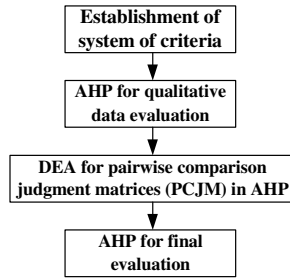 Establishment of
system of criteria
AHP for qualitative
data evaluation
DEA for pairwise comparison
judgment matrices (PCJM) in AHP
AHP for final
evaluation